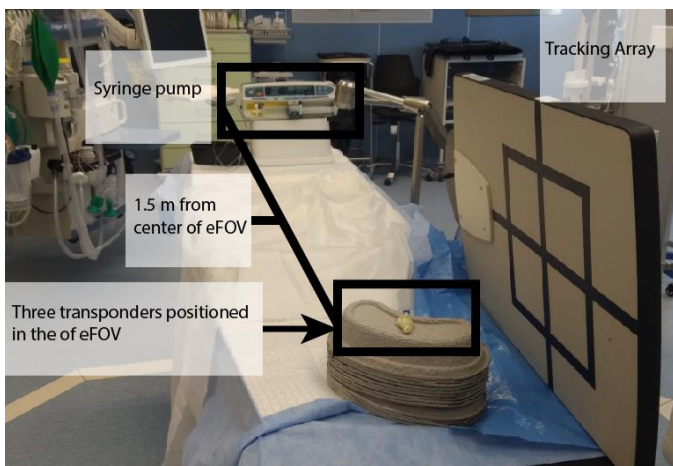 Tracking Array
Syringe pump
1.5 m from
center of eFOV
Three transponders positioned
in the of eFOV